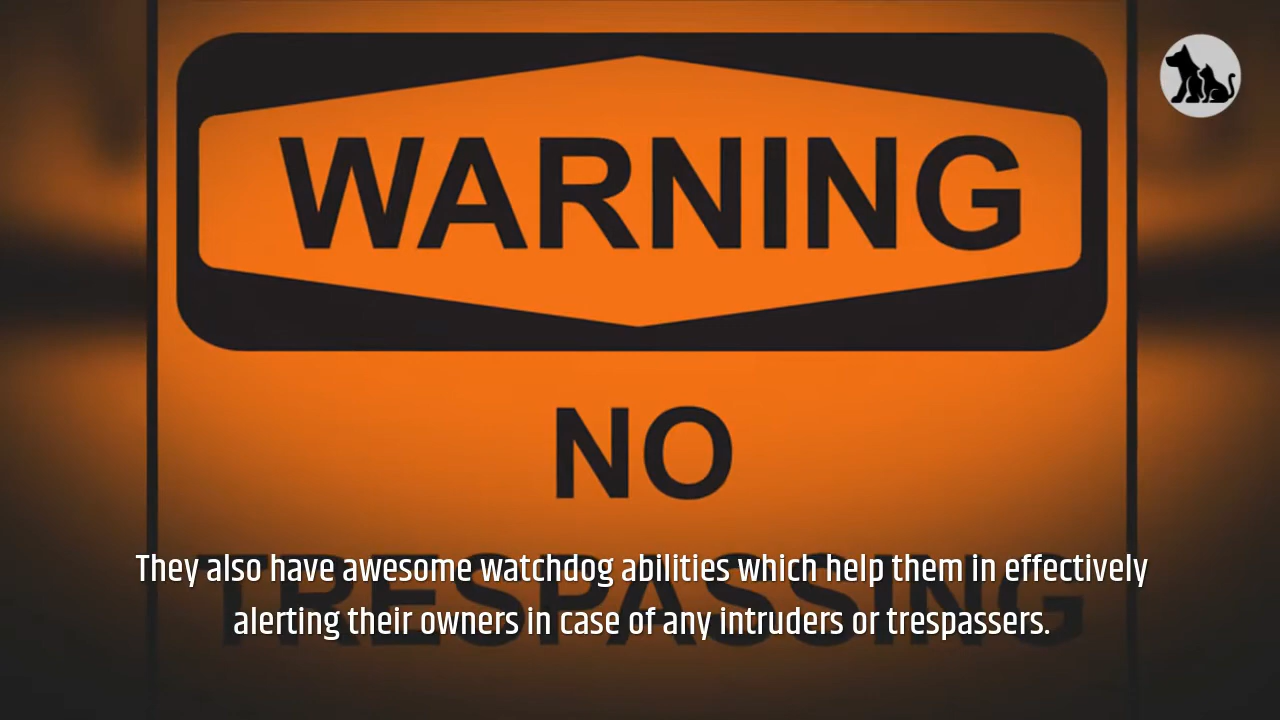 WARNING
NO
TRESPASSING
They also have awesome watchdog abilities which help them in effectively
alerting their owners in case of any intruders or trespassers.